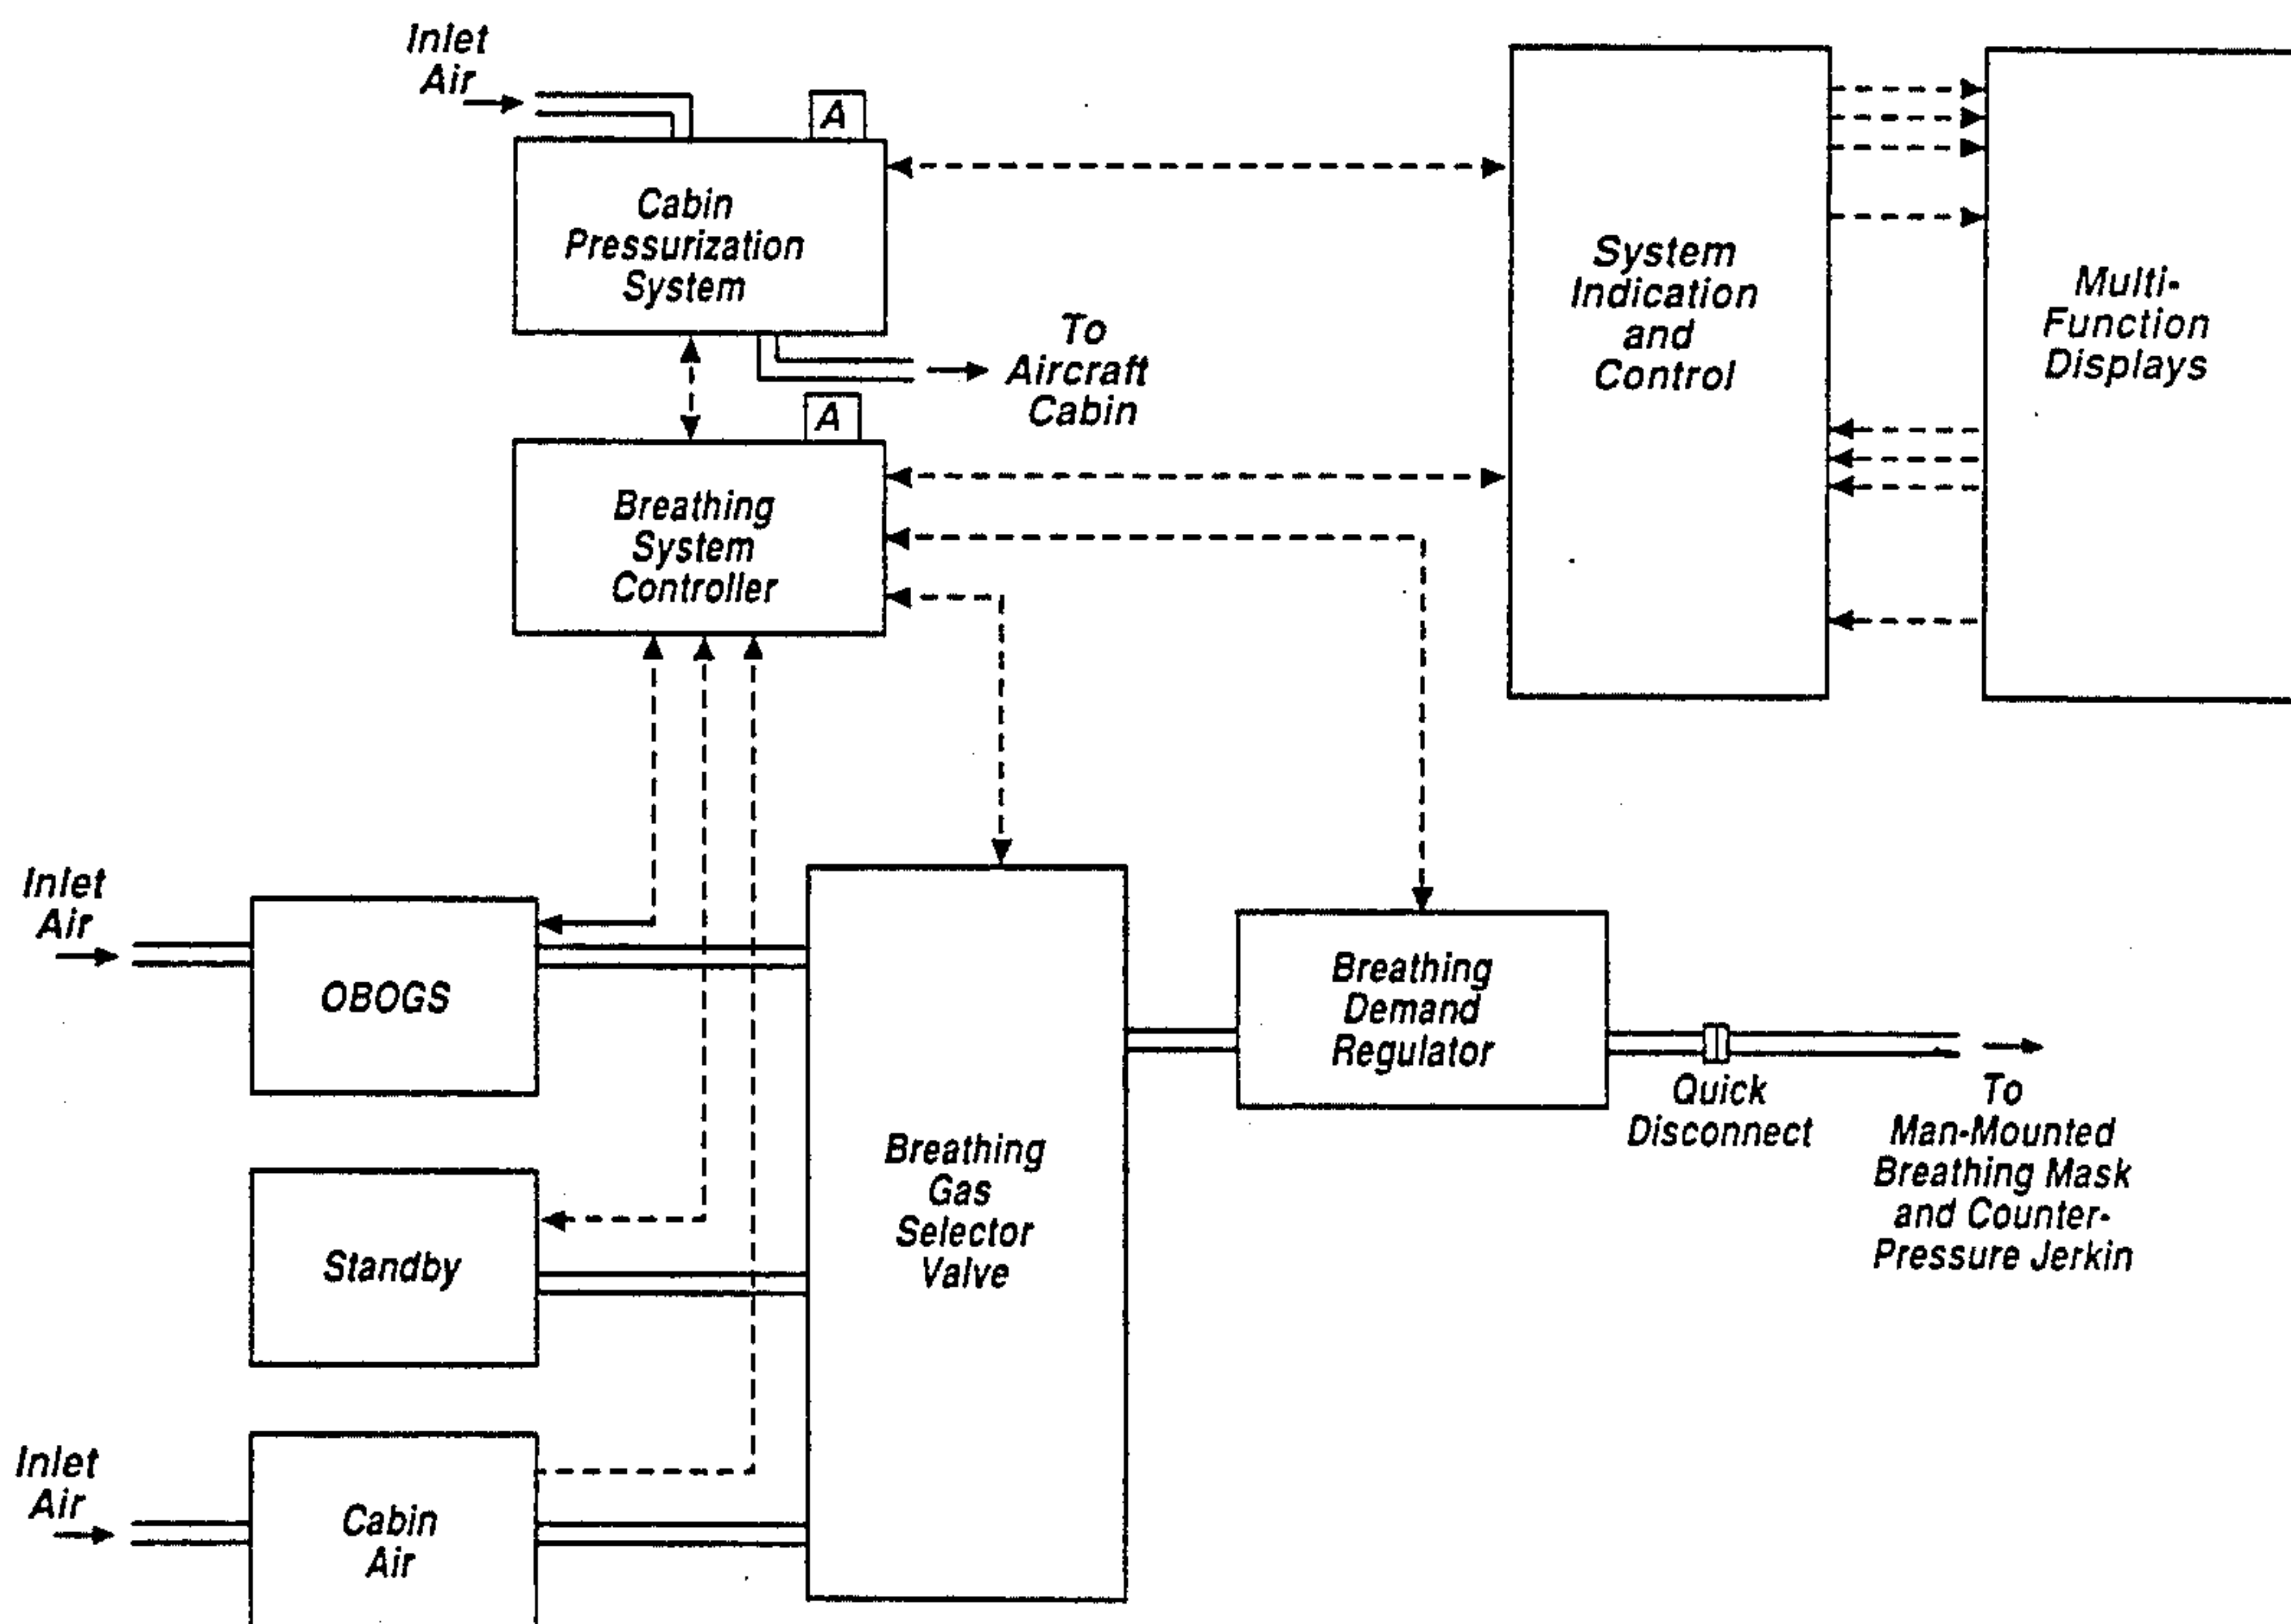 Inlet
Air
A
Cabin
Pressurization
System
To
Aircraft
Cabin
A
Breathing
System
Controller
System
Indication
and
Control
Multi-
Function
Displays
Inlet
Air
OBOGS
Standby
Inlet
Air
Cabin
Air
Breathing
Gas
Selector
Valve
Breathing
Demand
Regulator
Quick
Disconnect
To
Man-Mounted
Breathing Mask
and Counter-
Pressure Jerkin